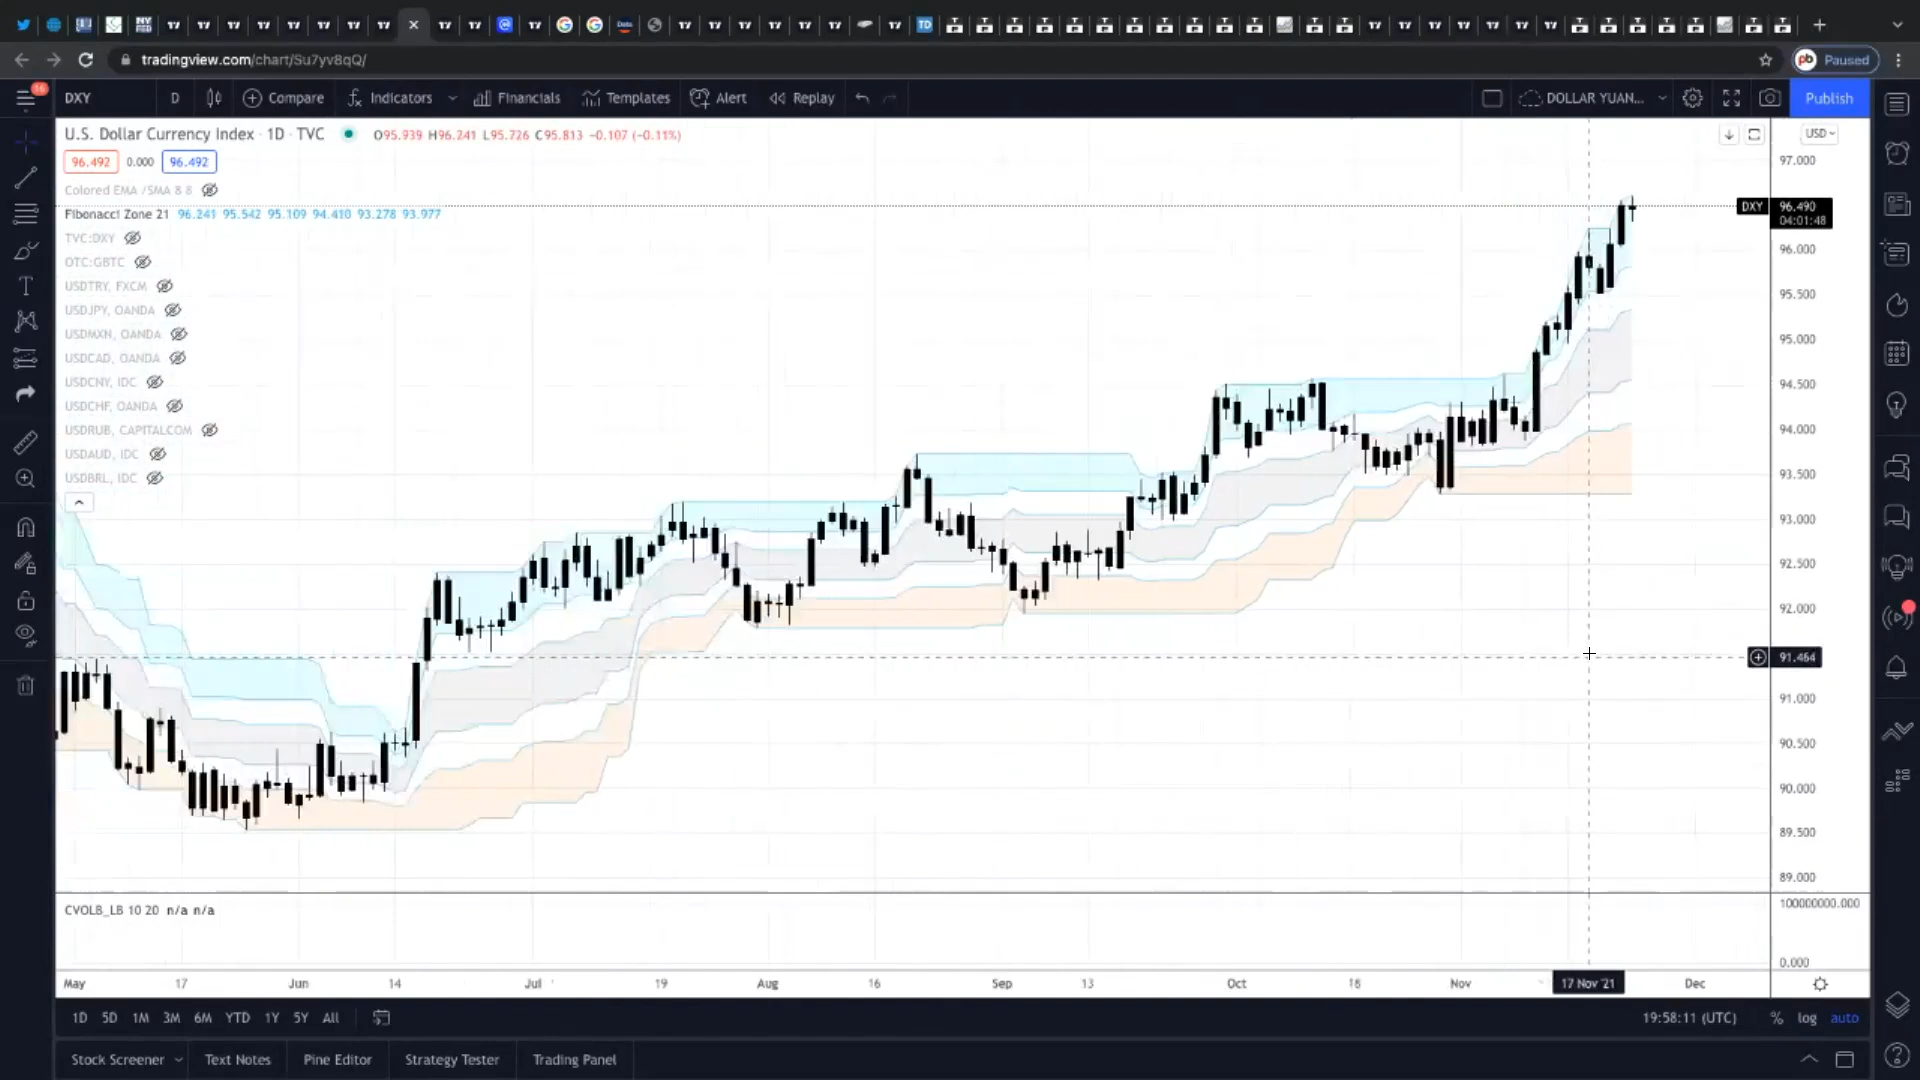 tradingview.com/chart/Su7yv8qQ/
Paused
16
DXY D Compare Indicators Financials Templates Alert Replay DOLLAR YUAN... Publish
U.S. Dollar Currency Index · 1D · TVC O95.939 H96.241 L95.726 C95.813 −0.107 (−0.11%)
USD
96.492 0.000 96.492
97.000
Colored EMA /SMA 8 8
Fibonacci Zone 21 96.241 95.542 95.109 94.410 93.278 93.977
DXY 96.490
04:01:48
TVC:DXY
96.000
OTC:GBTC
USDTRY, FXCM
95.500
USDJPY, OANDA
USDMXN, OANDA
95.000
USDCAD, OANDA
USDCNY, IDC
94.500
USDCHF, OANDA
USDRUB, CAPITALCOM
94.000
USDAUD, IDC
USDBRL, IDC
93.500
93.000
92.500
92.000
91.464
91.000
90.500
90.000
89.500
89.000
CVOLB_LB 10 20 n/a n/a
100000000.000
0.000
May 17 Jun 14 Jul 19 Aug 16 Sep 13 Oct 18 Nov 17 Nov '21 Dec
1D 5D 1M 3M 6M YTD 1Y 5Y All
19:58:11 (UTC) % log auto
Stock Screener Text Notes Pine Editor Strategy Tester Trading Panel